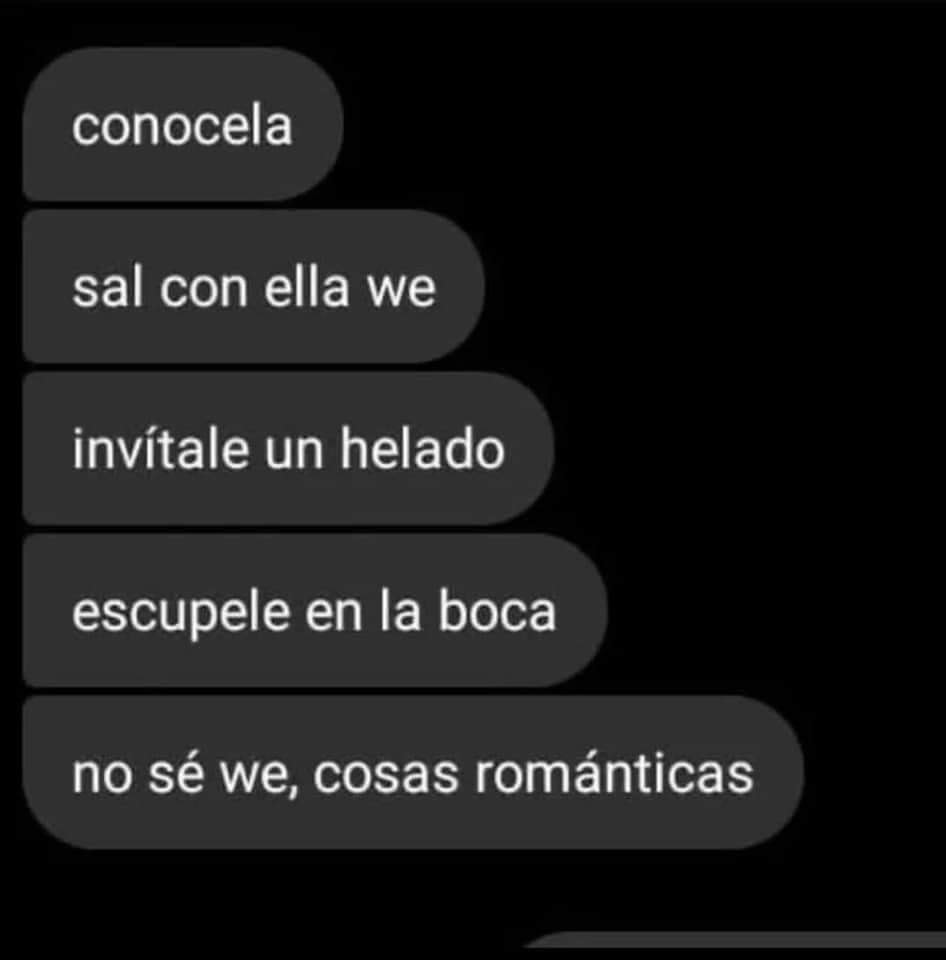 conocela
sal con ella we
invítale un helado
escupele en la boca
no sé we, cosas románticas